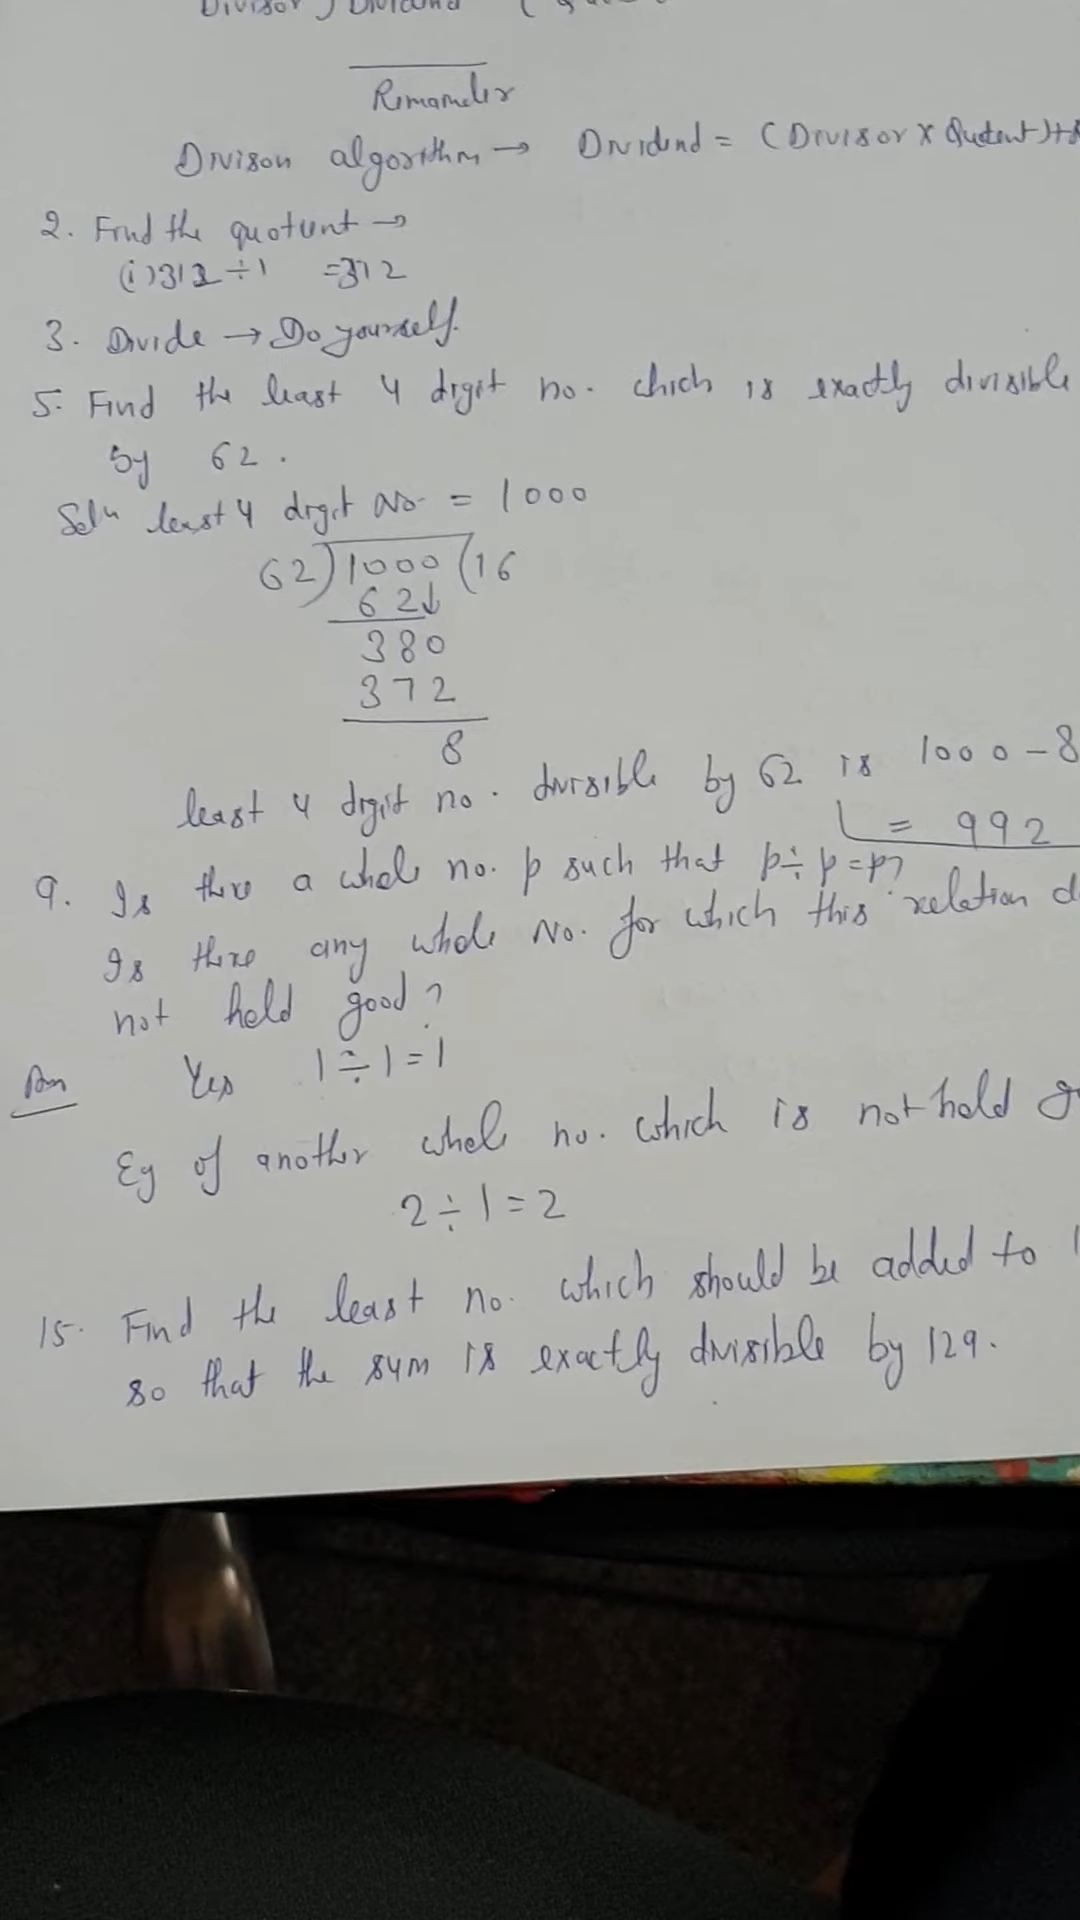 Divisor ) Dividend (
Remainder
Divison algorithm → Dividend = (Divisor × Quotent) +
2. Find the quotient →
(i) 312 ÷ 1 = 312
3. Divide → Do yourself.
5. Find the least 4 digit no. which is exactly divisible
by 62.
Soln least 4 digit No = 1000
62 ) 1000 ( 16
62↓
380
372
8
least 4 digit no. divisible by 62 is 1000 - 8
= 992
9. Is there a whole no. p such that p ÷ p = p?
Is there any whole No. for which this relation d
not hold good?
Ans Yes 1 ÷ 1 = 1
Eg of another whole no. which is not hold g
2 ÷ 1 = 2
15. Find the least no. which should be added to 1
so that the sum is exactly divisible by 129.